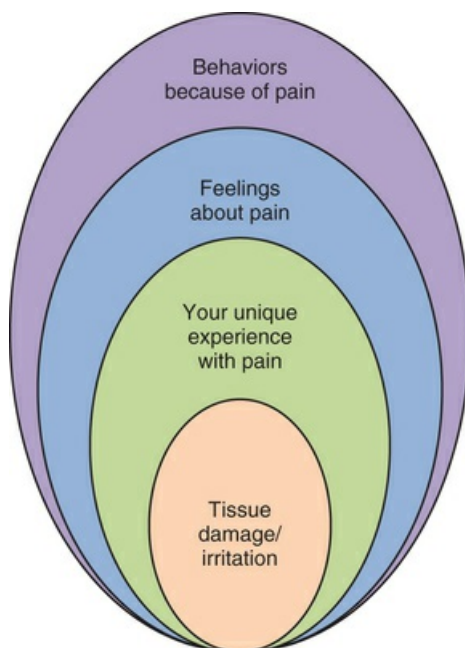 Behaviors
because of pain
Feelings
about pain
Your unique
experience
with pain
Tissue
damage/
irritation